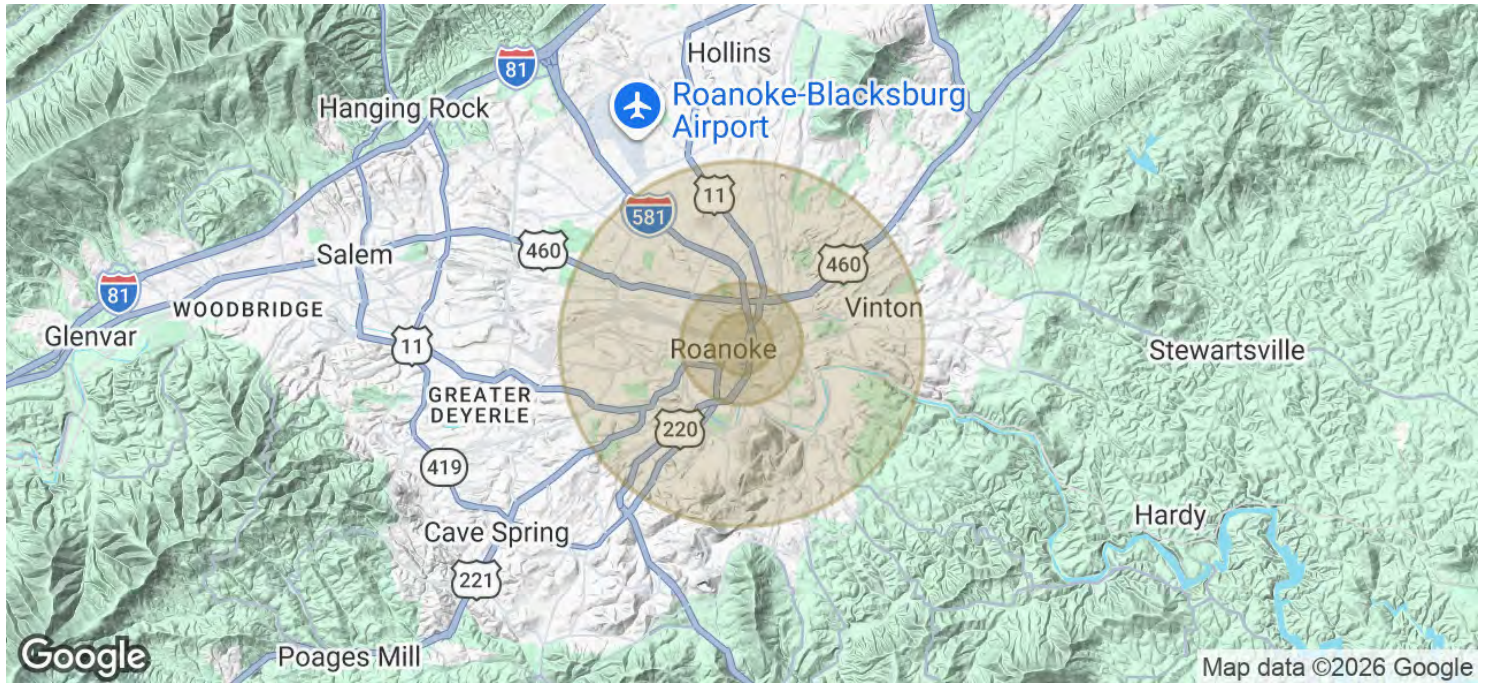 Hollins
81
Roanoke-Blacksburg
Airport
Hanging Rock
11
581
460
Salem
460
81
WOODBRIDGE
Vinton
Glenvar
11
Roanoke
Stewartsville
GREATER
DEYERLE
220
419
Hardy
Cave Spring
221
Google
Poages Mill
Map data ©2026 Google